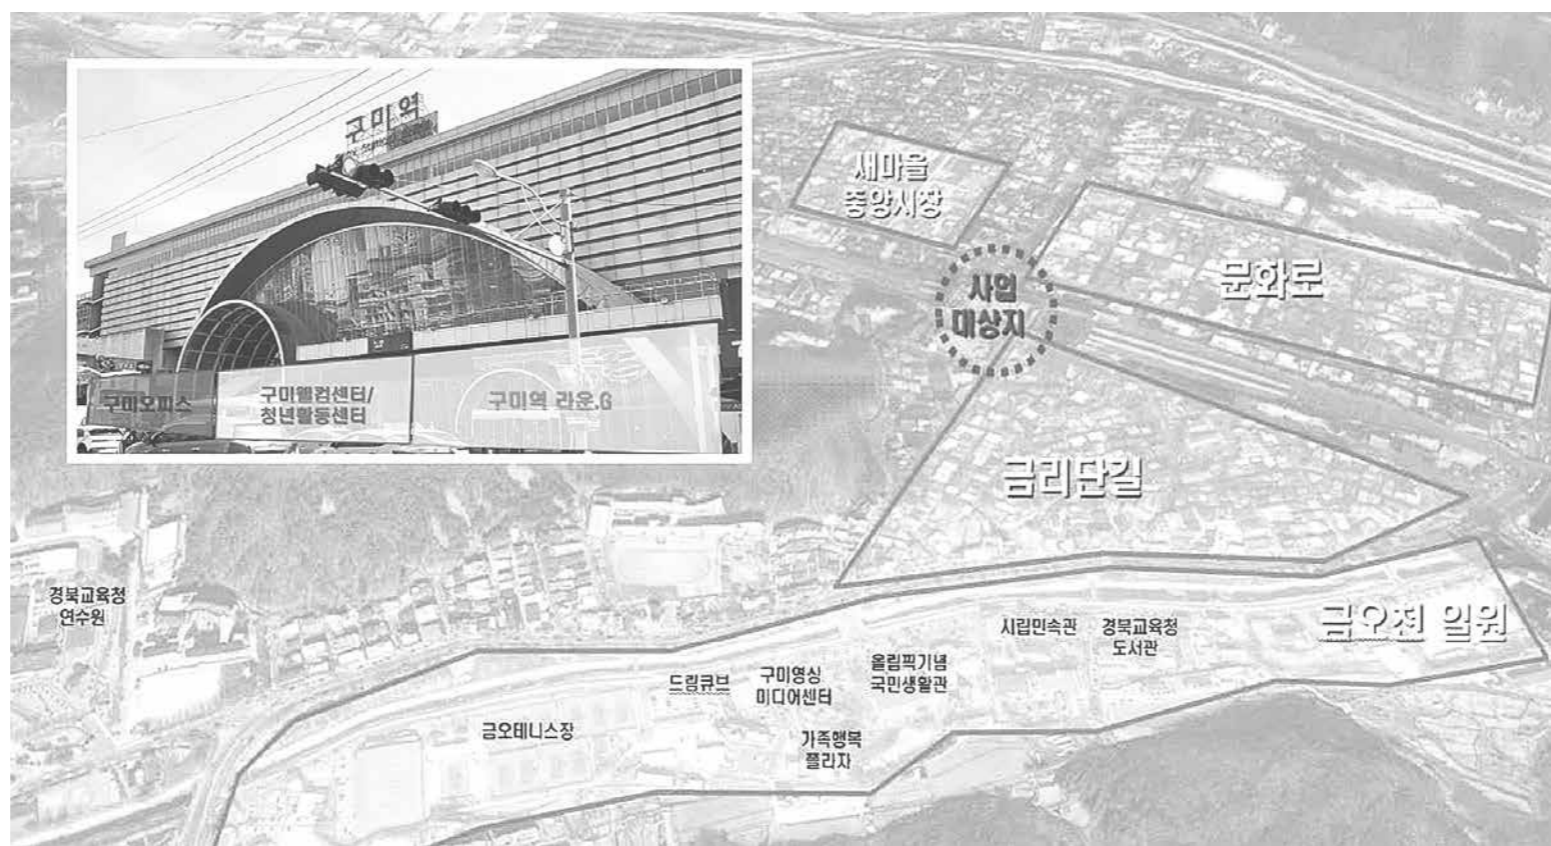 구미역
구미오피스
구미웰컴센터/
청년활동센터
구미역 라운.G
새마을
중앙시장
사업
대상지
문화로
금리단길
금오천 일원
경북교육청
연수원
드림큐브
구미영상
미디어센터
올림픽기념
국민생활관
시립민속관
경북교육청
도서관
금오테니스장
가족행복
플라자